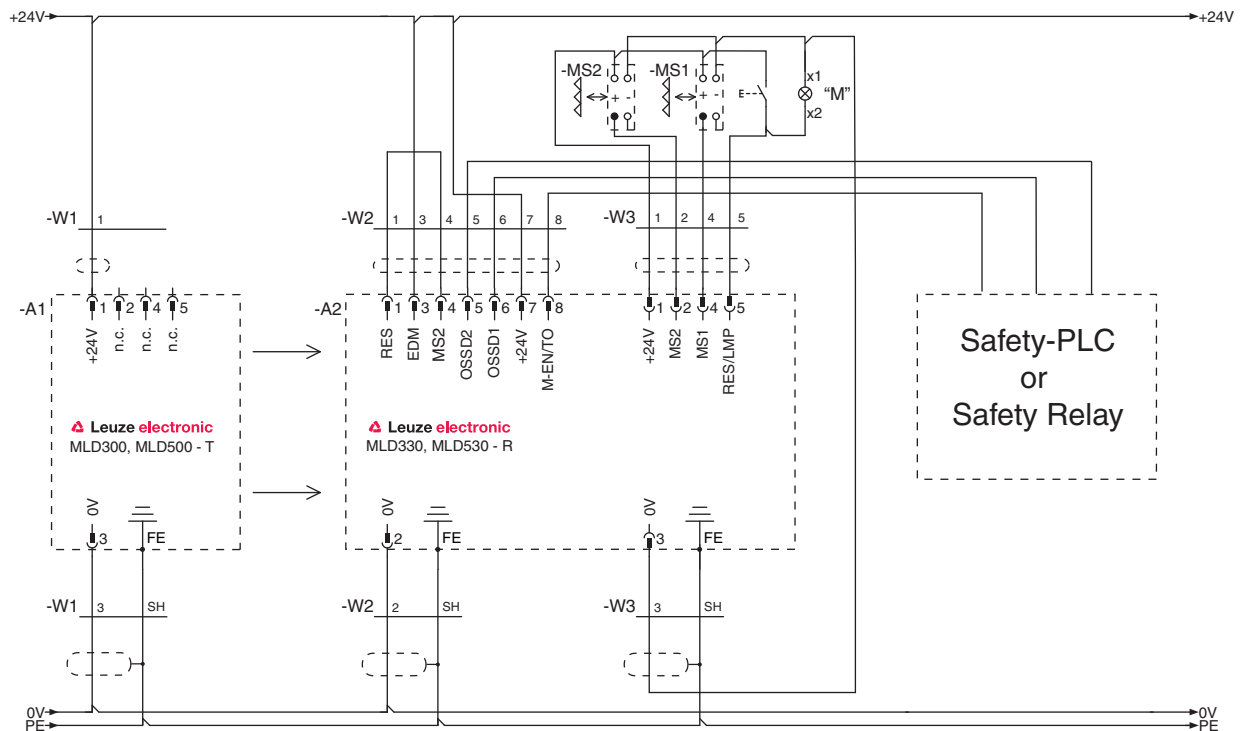 +24V +24V
-MS2 -MS1 x1 "M"
+ - + - E x2
-W1 1 -W2 1 3 4 5 6 7 8 -W3 1 2 4 5
-A1 1 2 4 5 -A2 1 3 4 5 6 7 8 1 2 4 5
+24V n.c. n.c. n.c. RES EDM MS2 OSSD2 OSSD1 +24V M-EN/TO +24V MS2 MS1 RES/LMP
Safety-PLC
or
Safety Relay
Leuze electronic
MLD300, MLD500 - T
Leuze electronic
MLD330, MLD530 - R
0V 0V 0V
3 FE 2 FE 3 FE
-W1 3 SH -W2 2 SH -W3 3 SH
0V 0V
PE PE